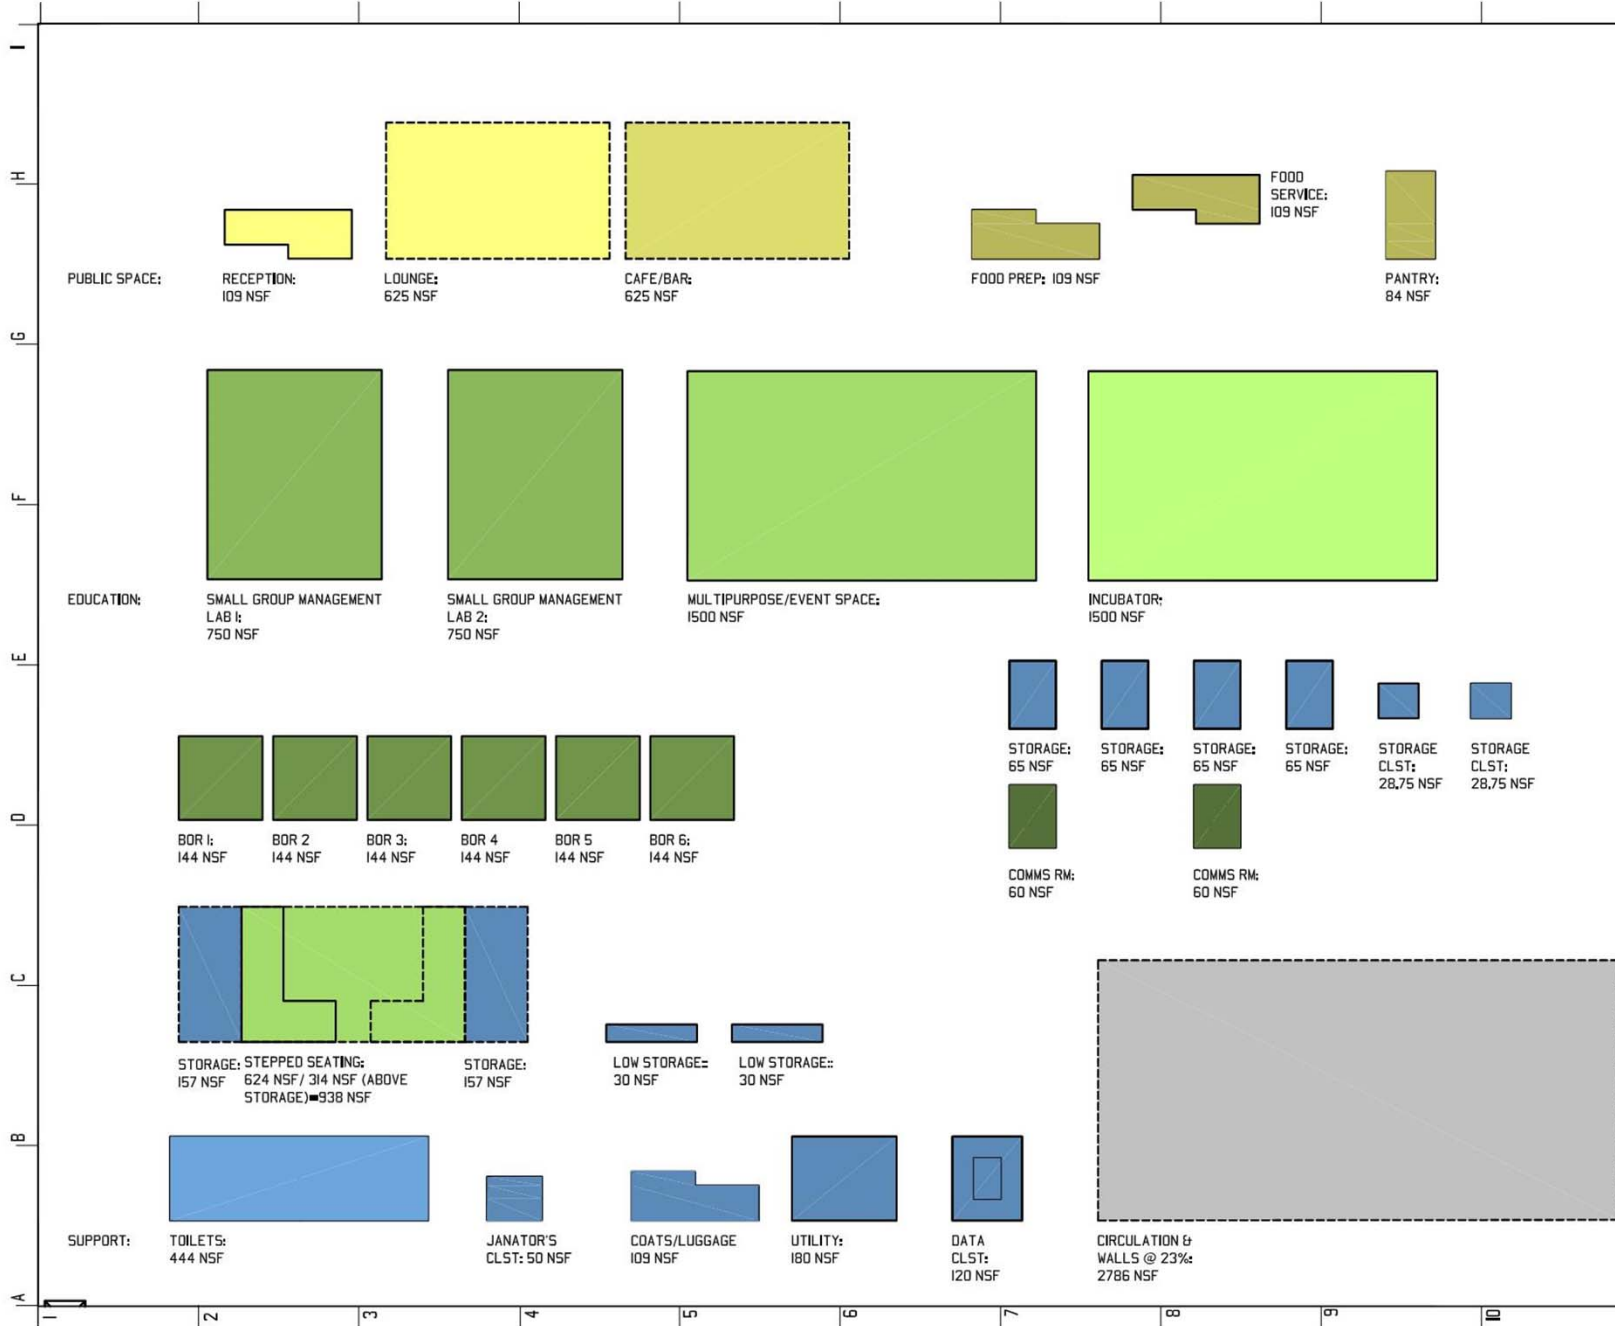 I
H
G
F
E
D
C
B
A
FOOD
SERVICE:
109 NSF
PUBLIC SPACE:
RECEPTION:
109 NSF
LOUNGE:
625 NSF
CAFE/BAR:
625 NSF
FOOD PREP: 109 NSF
PANTRY:
84 NSF
EDUCATION:
SMALL GROUP MANAGEMENT
LAB 1:
750 NSF
SMALL GROUP MANAGEMENT
LAB 2:
750 NSF
MULTIPURPOSE/EVENT SPACE:
1500 NSF
INCUBATOR:
1500 NSF
STORAGE:
65 NSF
STORAGE:
65 NSF
STORAGE:
65 NSF
STORAGE:
65 NSF
STORAGE
CLST:
28.75 NSF
STORAGE
CLST:
28.75 NSF
BOR 1:
144 NSF
BOR 2
144 NSF
BOR 3:
144 NSF
BOR 4
144 NSF
BOR 5
144 NSF
BOR 6:
144 NSF
COMMS RM:
60 NSF
COMMS RM:
60 NSF
STORAGE:
157 NSF
STEPPED SEATING:
624 NSF/ 314 NSF (ABOVE
STORAGE)=938 NSF
STORAGE:
157 NSF
LOW STORAGE=
30 NSF
LOW STORAGE::
30 NSF
SUPPORT:
TOILETS:
444 NSF
JANATOR'S
CLST: 50 NSF
COATS/LUGGAGE
109 NSF
UTILITY:
180 NSF
DATA
CLST:
120 NSF
CIRCULATION &
WALLS @ 23%:
2786 NSF
1
2
3
4
5
6
7
8
9
10